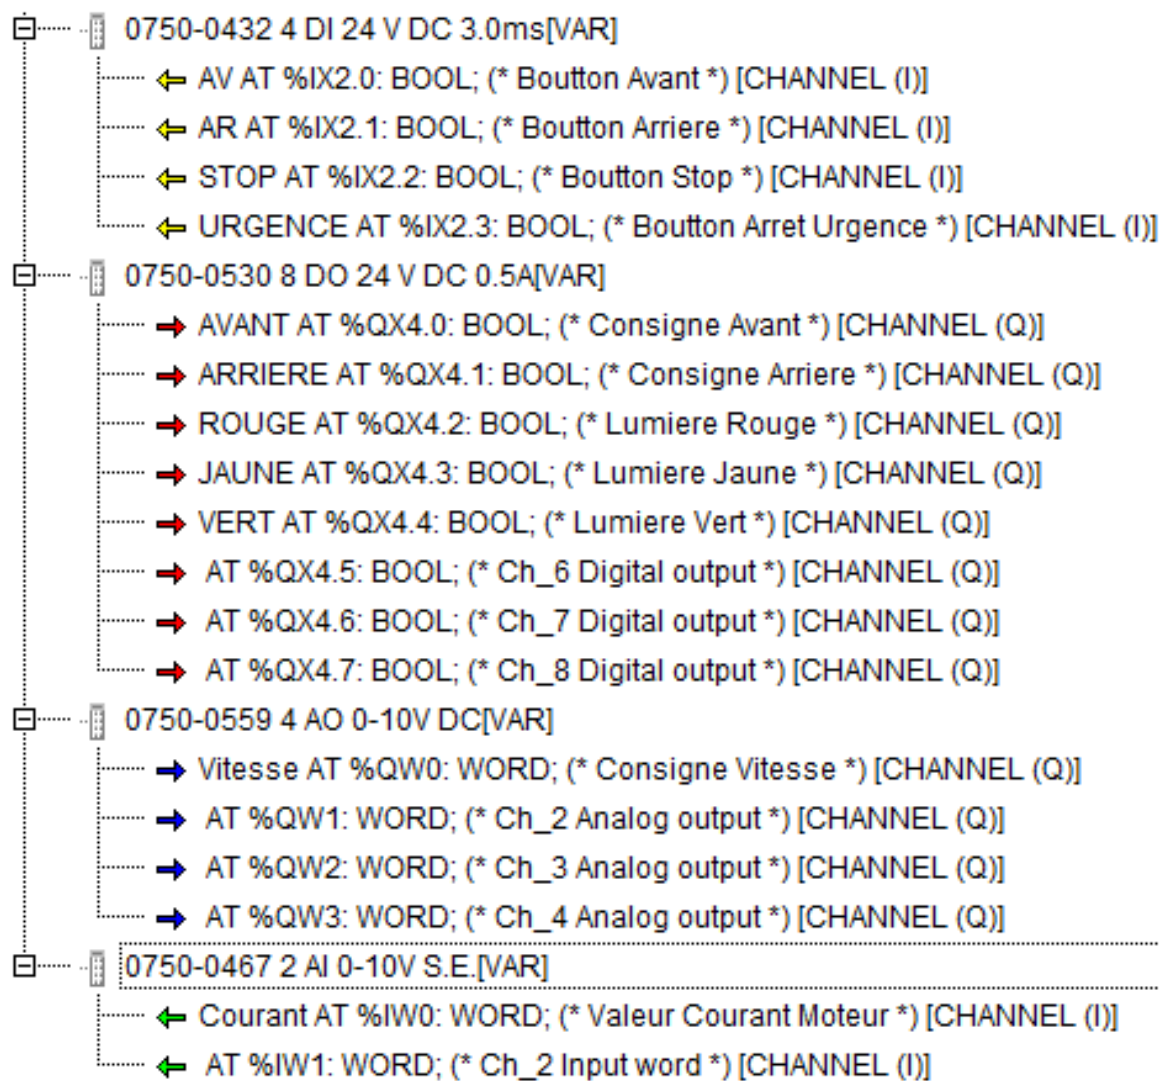 0750-0432 4 DI 24 V DC 3.0ms[VAR]
AV AT %IX2.0: BOOL; (* Boutton Avant *) [CHANNEL (I)]
AR AT %IX2.1: BOOL; (* Boutton Arriere *) [CHANNEL (I)]
STOP AT %IX2.2: BOOL; (* Boutton Stop *) [CHANNEL (I)]
URGENCE AT %IX2.3: BOOL; (* Boutton Arret Urgence *) [CHANNEL (I)]
0750-0530 8 DO 24 V DC 0.5A[VAR]
AVANT AT %QX4.0: BOOL; (* Consigne Avant *) [CHANNEL (Q)]
ARRIERE AT %QX4.1: BOOL; (* Consigne Arriere *) [CHANNEL (Q)]
ROUGE AT %QX4.2: BOOL; (* Lumiere Rouge *) [CHANNEL (Q)]
JAUNE AT %QX4.3: BOOL; (* Lumiere Jaune *) [CHANNEL (Q)]
VERT AT %QX4.4: BOOL; (* Lumiere Vert *) [CHANNEL (Q)]
AT %QX4.5: BOOL; (* Ch_6 Digital output *) [CHANNEL (Q)]
AT %QX4.6: BOOL; (* Ch_7 Digital output *) [CHANNEL (Q)]
AT %QX4.7: BOOL; (* Ch_8 Digital output *) [CHANNEL (Q)]
0750-0559 4 AO 0-10V DC[VAR]
Vitesse AT %QW0: WORD; (* Consigne Vitesse *) [CHANNEL (Q)]
AT %QW1: WORD; (* Ch_2 Analog output *) [CHANNEL (Q)]
AT %QW2: WORD; (* Ch_3 Analog output *) [CHANNEL (Q)]
AT %QW3: WORD; (* Ch_4 Analog output *) [CHANNEL (Q)]
0750-0467 2 AI 0-10V S.E.[VAR]
Courant AT %IW0: WORD; (* Valeur Courant Moteur *) [CHANNEL (I)]
AT %IW1: WORD; (* Ch_2 Input word *) [CHANNEL (I)]